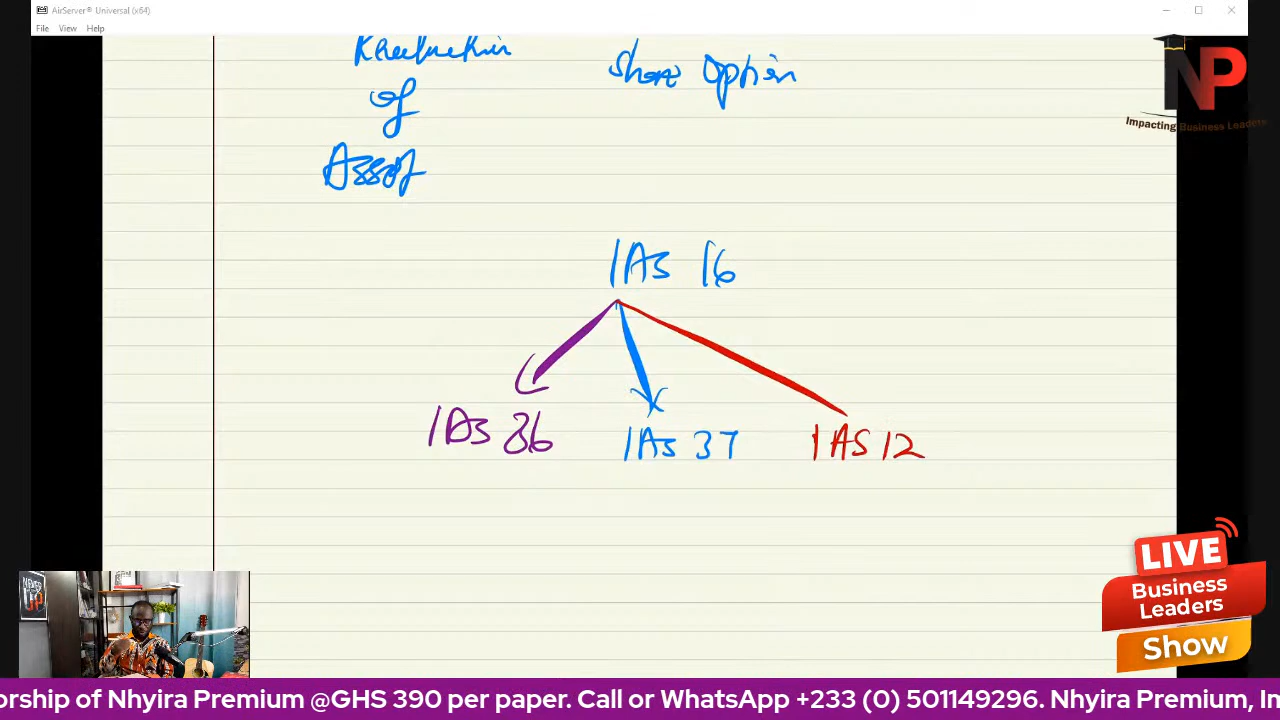 AirServer® Universal (x64)
File View Help
of
Share Option
NP
Impacting Business Leaders
IAS 16
IAS 36
IAS 37
IAS 12
NEVER
UP
LIVE
Business
Leaders
Show
orship of Nhyira Premium @GHS 390 per paper. Call or WhatsApp +233 (0) 501149296. Nhyira Premium, In